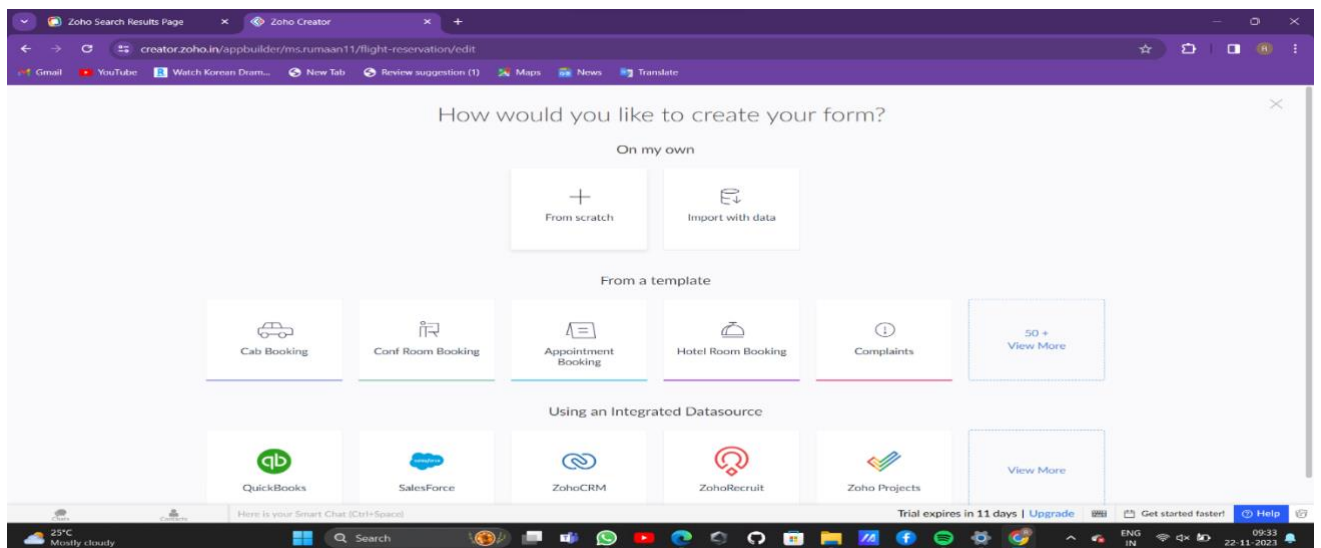 Zoho Search Results Page
Zoho Creator
creator.zoho.in/appbuilder/ms.rumaan11/flight-reservation/edit
Gmail YouTube Watch Korean Dram... New Tab Review suggestion (1) Maps News Translate
How would you like to create your form?
On my own
From scratch
Import with data
From a template
Cab Booking
Conf Room Booking
Appointment
Booking
Hotel Room Booking
Complaints
50 +
View More
Using an Integrated Datasource
QuickBooks
SalesForce
ZohoCRM
ZohoRecruit
Zoho Projects
View More
Chats
Contacts
Here is your Smart Chat (Ctrl+Space)
Trial expires in 11 days | Upgrade
Get started faster!
Help
25°C
Mostly cloudy
Search
ENG
IN
09:33
22-11-2023